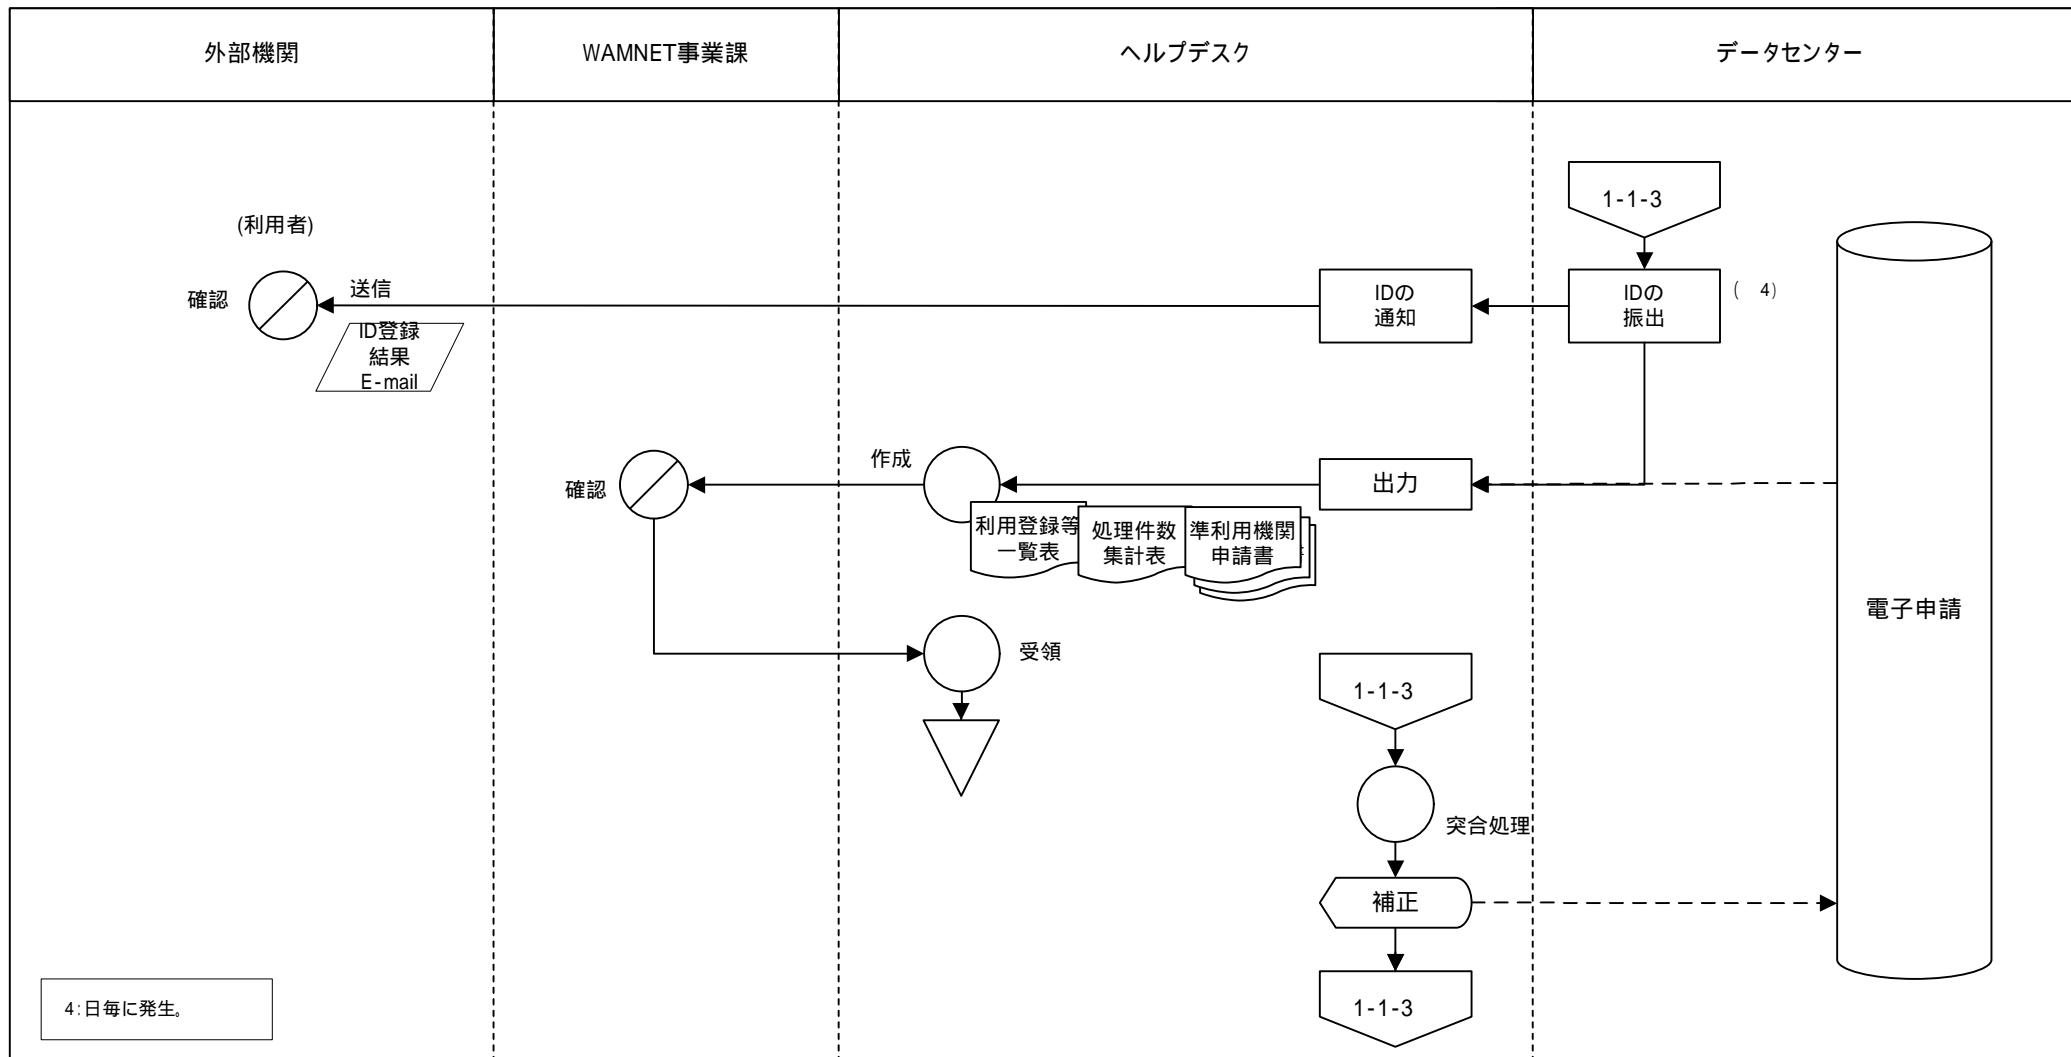 外部機関
WAMNET事業課
ヘルプデスク
データセンター
1-1-3
(利用者)
確認
送信
ID登録
結果
E-mail
IDの
通知
IDの
振出
( 4)
確認
作成
出力
利用登録等
一覧表
処理件数
集計表
準利用機関
申請書
電子申請
受領
1-1-3
突合処理
補正
1-1-3
4:日毎に発生。